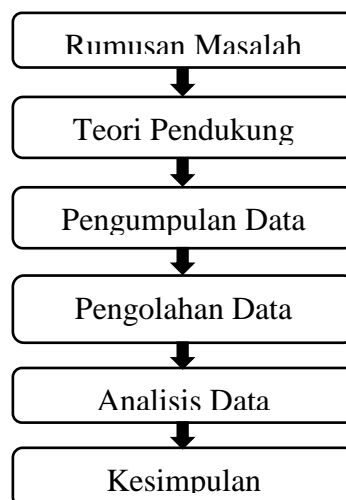 Rumusan Masalah
Teori Pendukung
Pengumpulan Data
Pengolahan Data
Analisis Data
Kesimpulan